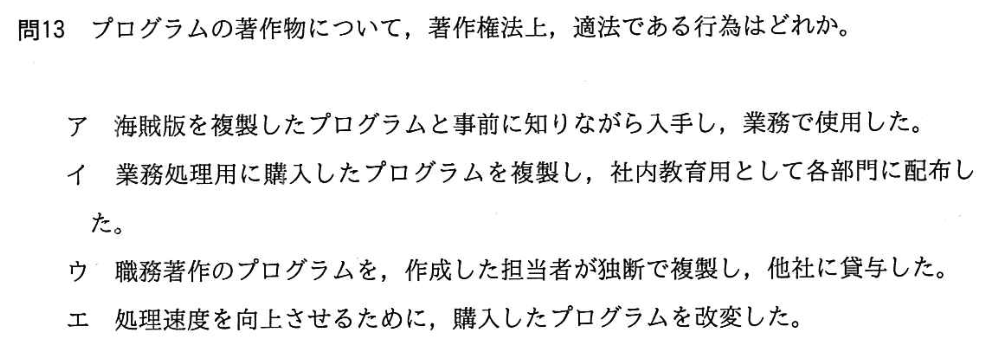 問13 プログラムの著作物について，著作権法上，適法である行為はどれか。
ア 海賊版を複製したプログラムと事前に知りながら入手し，業務で使用した。
イ 業務処理用に購入したプログラムを複製し，社内教育用として各部門に配布し
た。
ウ 職務著作のプログラムを，作成した担当者が独断で複製し，他社に貸与した。
エ 処理速度を向上させるために，購入したプログラムを改変した。